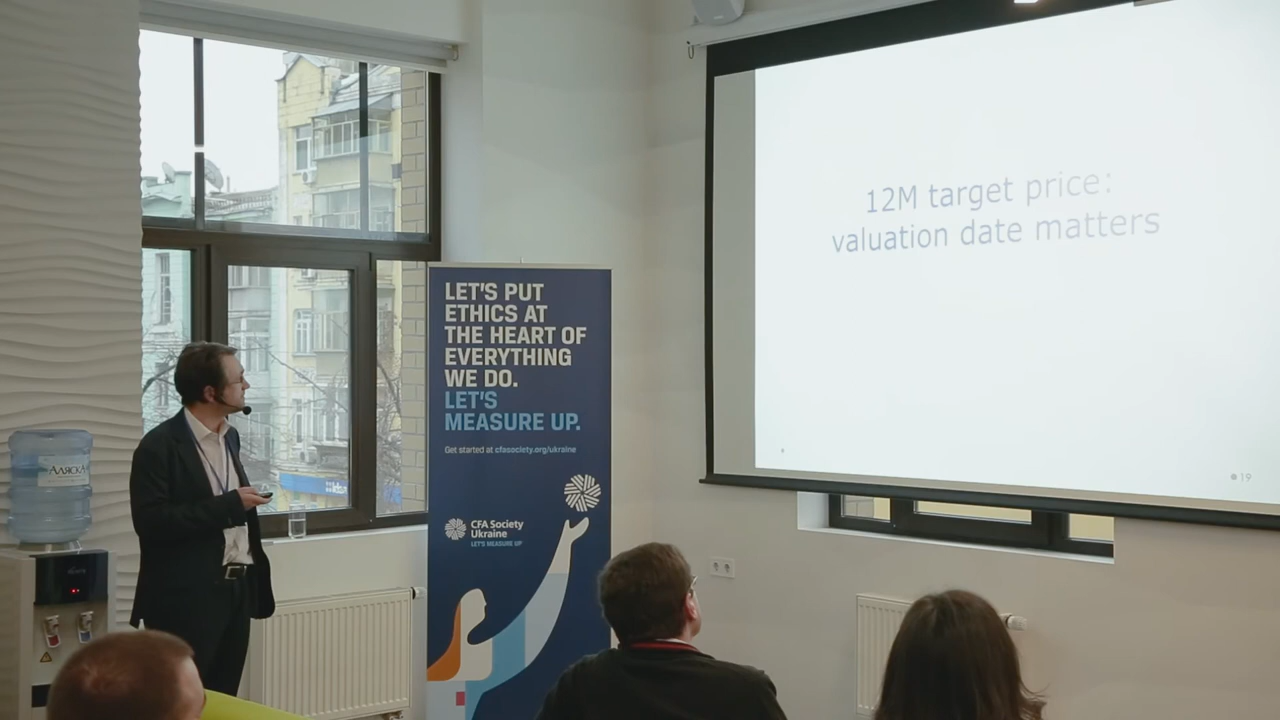 12M target price:
valuation date matters
19
LET'S PUT
ETHICS AT
THE HEART OF
EVERYTHING
WE DO.
LET'S
MEASURE UP.
Get started at cfasociety.org/ukraine
CFA Society
Ukraine
LET'S MEASURE UP
АЛЯСКА